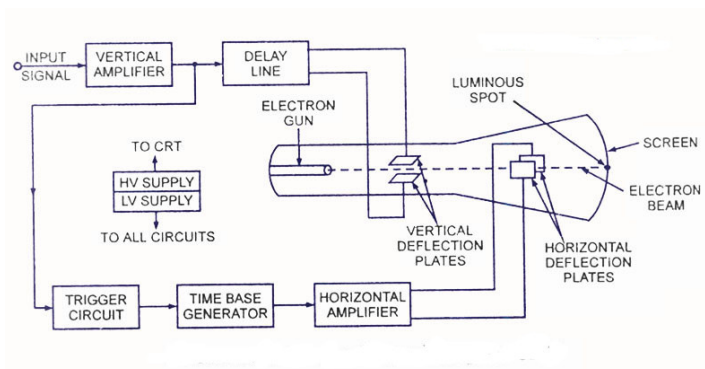 INPUT
SIGNAL
VERTICAL
AMPLIFIER
DELAY
LINE
ELECTRON
GUN
LUMINOUS
SPOT
SCREEN
ELECTRON
BEAM
TO CRT
HV SUPPLY
LV SUPPLY
TO ALL CIRCUITS
VERTICAL
DEFLECTION
PLATES
HORIZONTAL
DEFLECTION
PLATES
TRIGGER
CIRCUIT
TIME BASE
GENERATOR
HORIZONTAL
AMPLIFIER